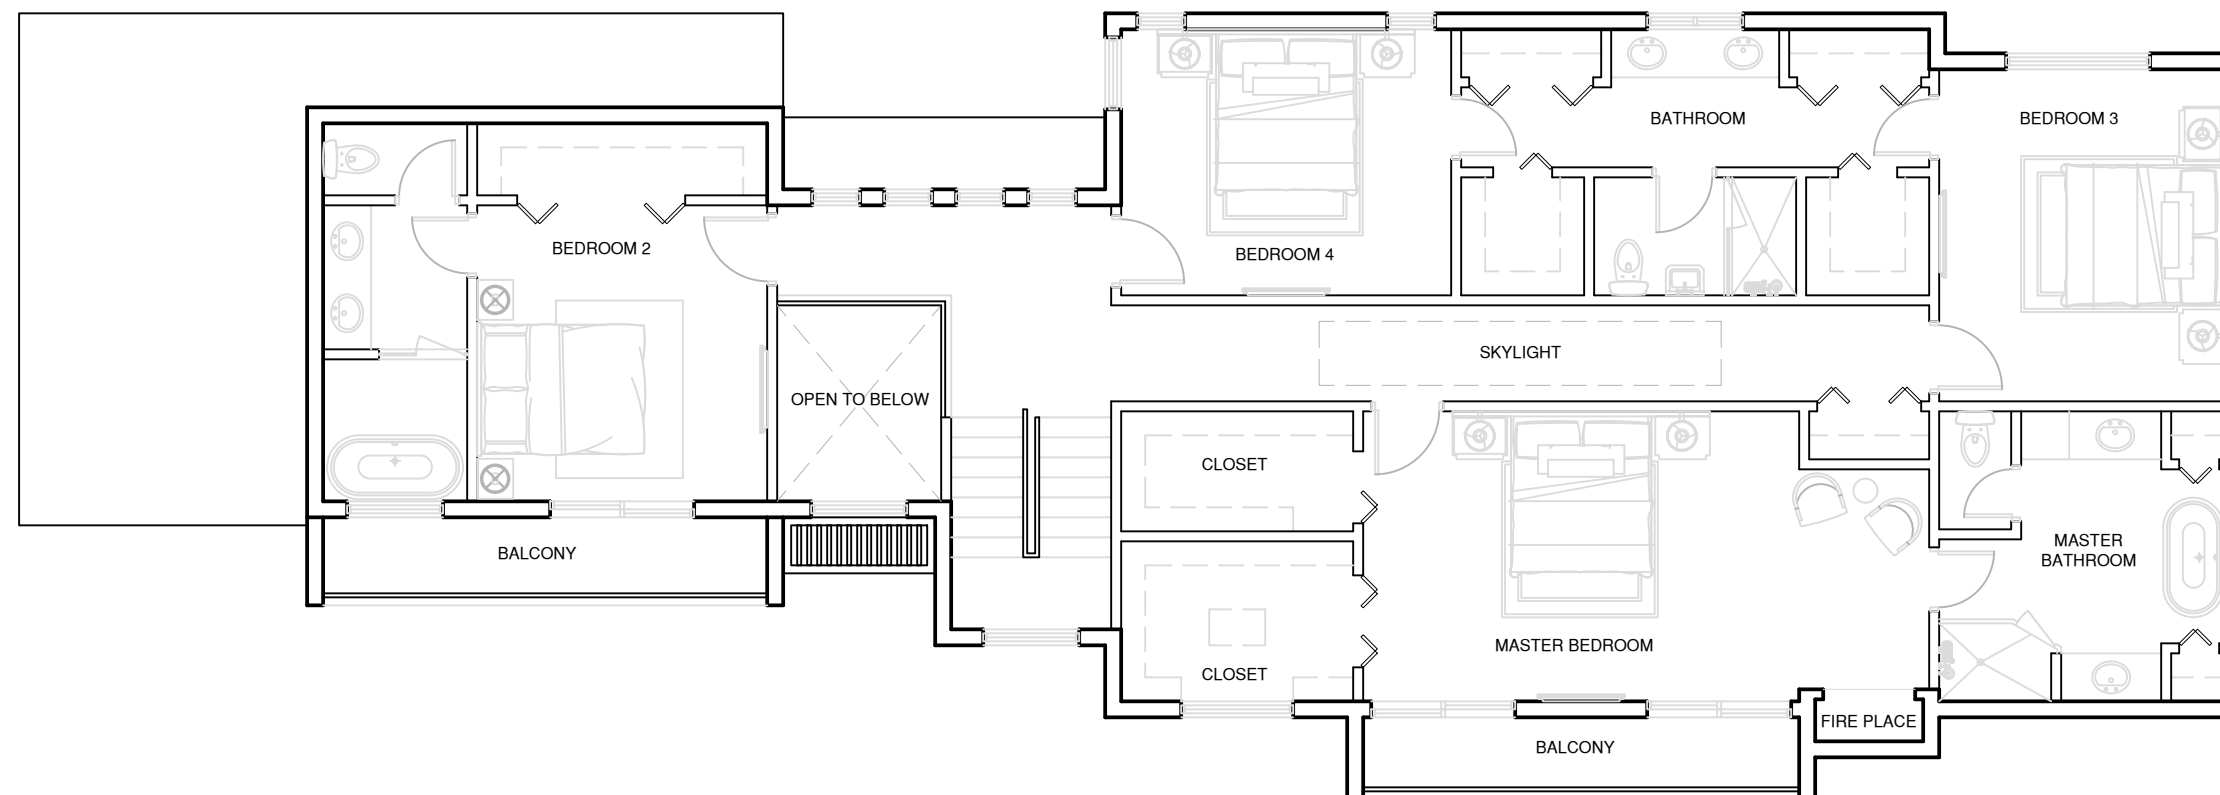 BATHROOM
BEDROOM 3
BEDROOM 2
BEDROOM 4
SKYLIGHT
OPEN TO BELOW
CLOSET
BALCONY
MASTER
BATHROOM
MASTER BEDROOM
CLOSET
FIRE PLACE
BALCONY